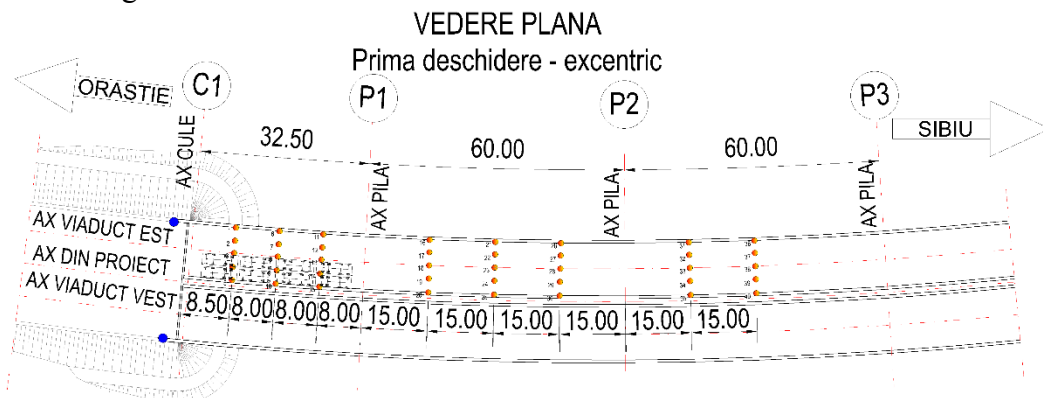 VEDERE PLANA
Prima deschidere - excentric
ORASTIE
C1
P1
P2
P3
SIBIU
32.50
60.00
60.00
AX CULE
AX PILA
AX PILA
AX PILA
AX VIADUCT EST
AX DIN PROIECT
AX VIADUCT VEST
8.50 8.00 8.00 8.00 15.00 15.00 15.00 15.00 15.00 15.00